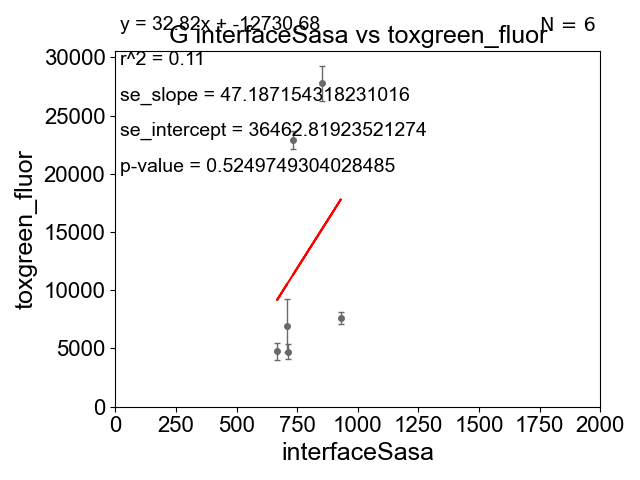 y = 32.82x + -12730.68
N = 6
G interfaceSasa vs toxgreen_fluor
r^2 = 0.11
se_slope = 47.187154318231016
se_intercept = 36462.81923521274
p-value = 0.5249749304028485
30000
25000
20000
15000
10000
5000
0
toxgreen_fluor
0 250 500 750 1000 1250 1500 1750 2000
interfaceSasa